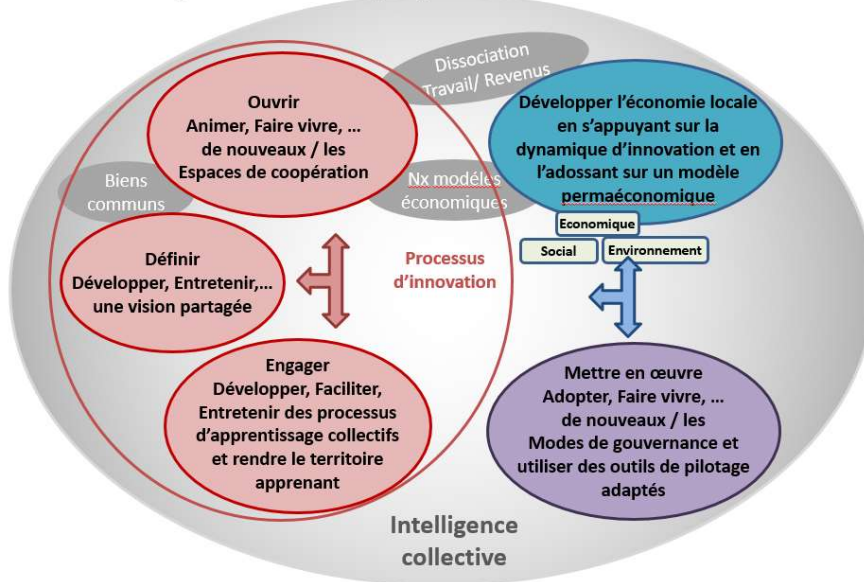 Dissociation
Travail/ Revenus
Ouvrir
Animer, Faire vivre, ...
de nouveaux / les
Espaces de coopération
Développer l'économie locale
en s'appuyant sur la
dynamique d'innovation et en
l'adossant sur un modèle
permaéconomique
Biens
communs
Nx modéles
économiques
Economique
Social
Environnement
Définir
Développer, Entretenir,...
une vision partagée
Processus
d'innovation
Engager
Développer, Faciliter,
Entretenir des processus
d'apprentissage collectifs
et rendre le territoire
apprenant
Mettre en œuvre
Adopter, Faire vivre, ...
de nouveaux / les
Modes de gouvernance et
utiliser des outils de pilotage
adaptés
Intelligence
collective